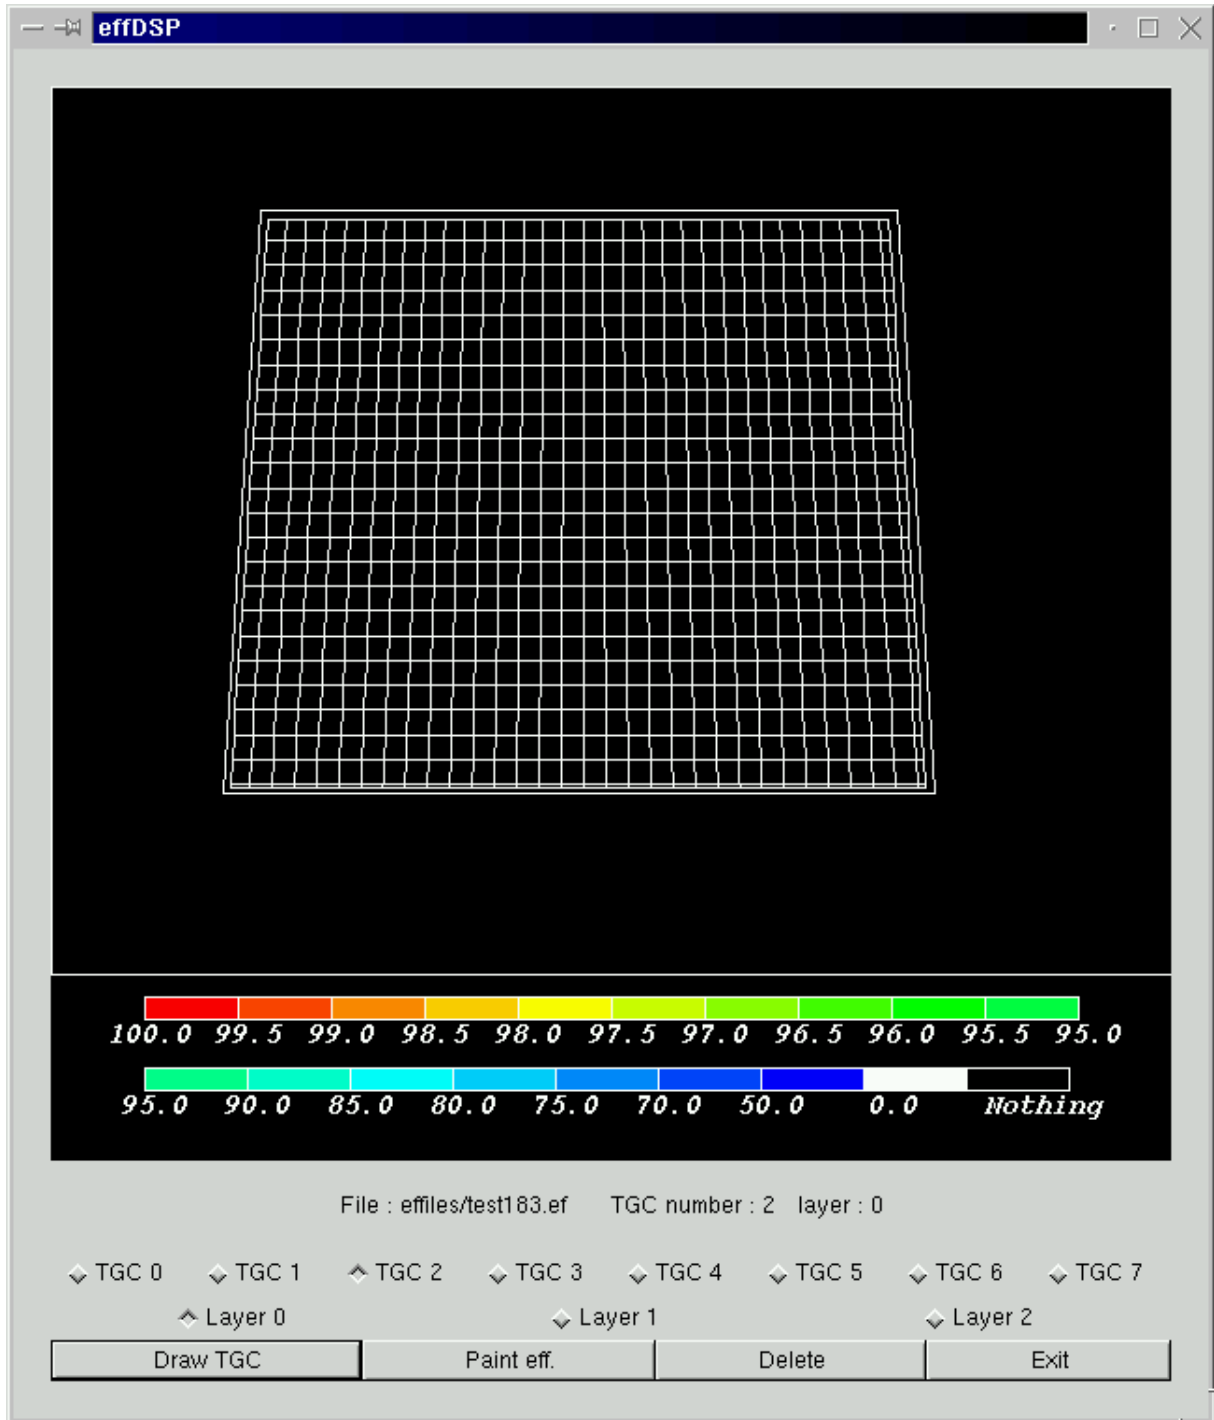 effDSP
100.0 99.5 99.0 98.5 98.0 97.5 97.0 96.5 96.0 95.5 95.0
95.0 90.0 85.0 80.0 75.0 70.0 50.0 0.0 Nothing
File : effiles/test183.ef TGC number : 2 layer : 0
TGC 0 TGC 1 TGC 2 TGC 3 TGC 4 TGC 5 TGC 6 TGC 7
Layer 0 Layer 1 Layer 2
Draw TGC Paint eff. Delete Exit